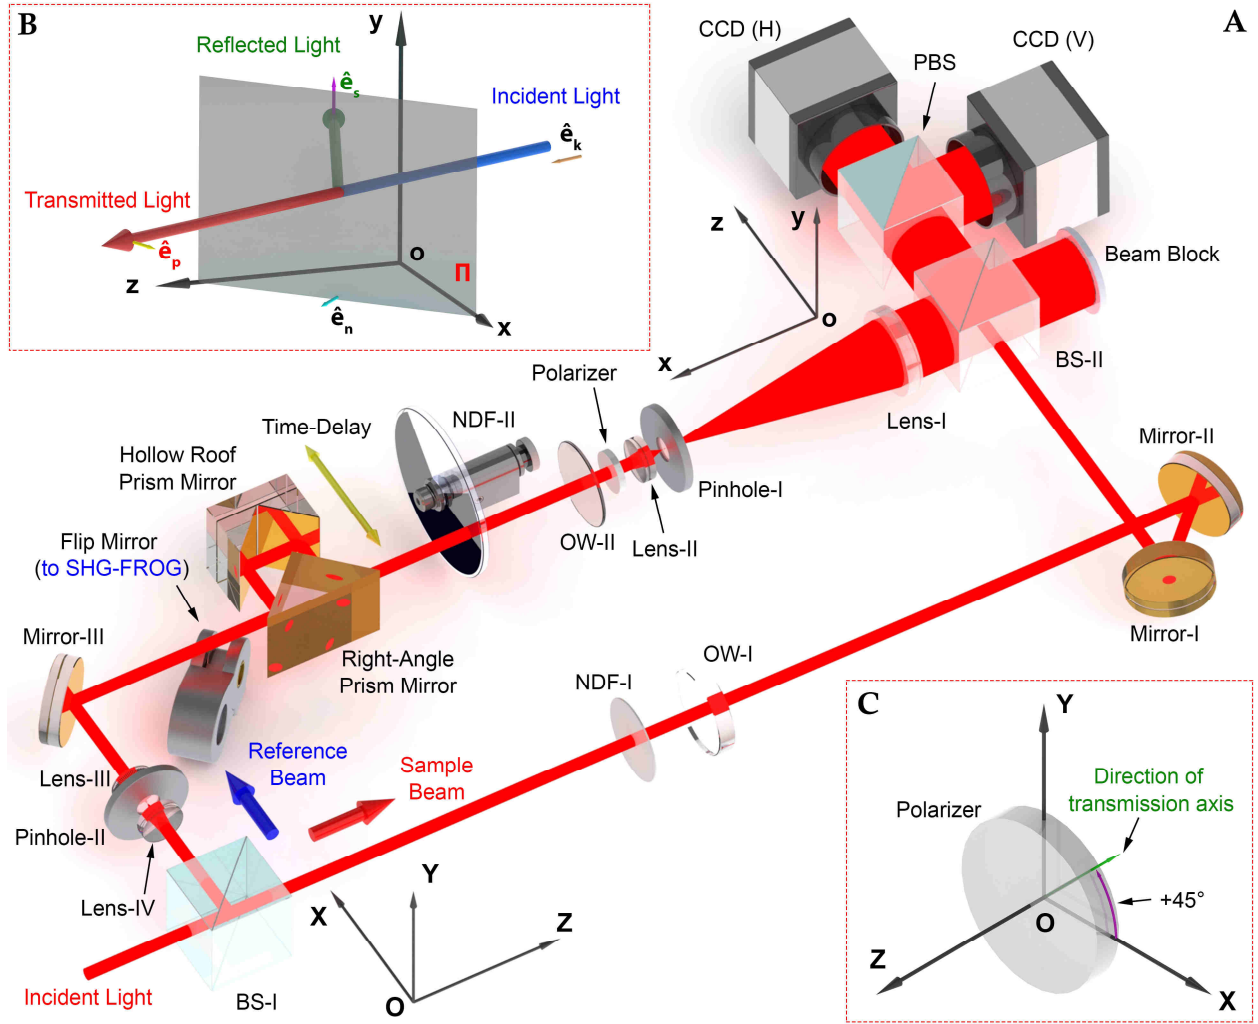 B
y
Reflected Light
ê_s
Incident Light
ê_k
Transmitted Light
ê_p
z
o
Π
ê_n
x
A
CCD (H)
CCD (V)
PBS
z
y
Beam Block
o
x
BS-II
Lens-I
Polarizer
NDF-II
Time-Delay
Hollow Roof
Prism Mirror
Mirror-II
Pinhole-I
OW-II
Lens-II
Flip Mirror
(to SHG-FROG)
Mirror-III
Right-Angle
Prism Mirror
Mirror-I
OW-I
NDF-I
Reference
Beam
Sample
Beam
Lens-III
Pinhole-II
Lens-IV
Y
X
Z
O
Incident Light
BS-I
C
Y
Direction of
transmission axis
Polarizer
+45°
O
Z
X